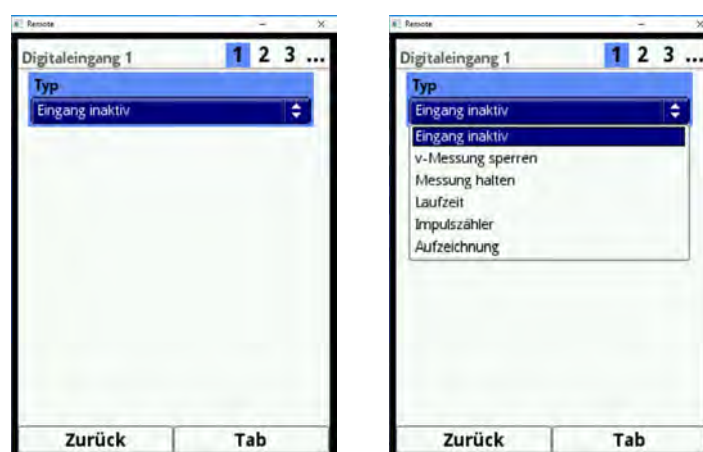 Remote
Digitaleingang 1 1 2 3 ...
Typ
Eingang inaktiv
Zurück Tab
Remote
Digitaleingang 1 1 2 3 ...
Typ
Eingang inaktiv
Eingang inaktiv
v-Messung sperren
Messung halten
Laufzeit
Impulszähler
Aufzeichnung
Zurück Tab